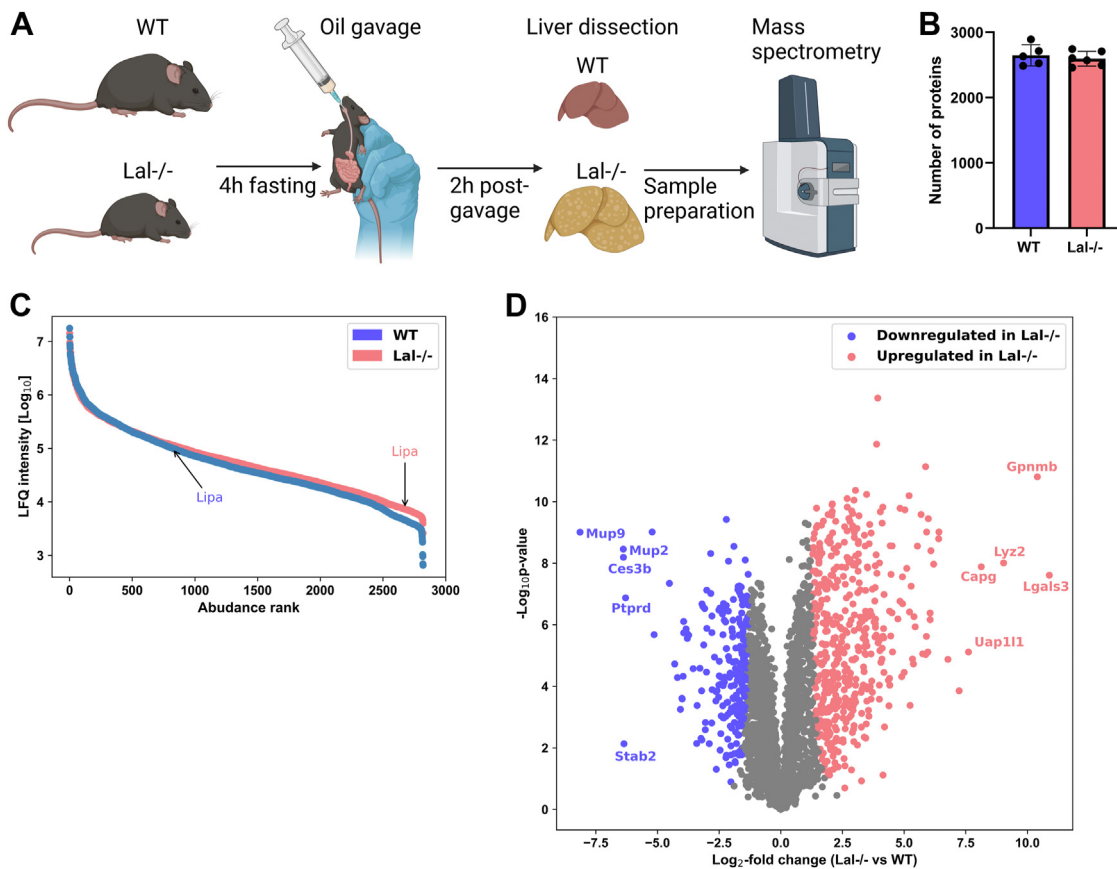 A
WT
Oil gavage
Liver dissection
Mass
spectrometry
WT
Lal-/-
4h fasting
2h post-
gavage
Lal-/-
Sample
preparation
B
Number of proteins
3000
2000
1000
0
WT
Lal-/-
C
LFQ intensity [Log10]
7
6
5
4
3
WT
Lal-/-
Lipa
Lipa
0
500
1000
1500
2000
2500
3000
Abudance rank
D
-Log10p-value
16
14
12
10
8
6
4
2
0
Downregulated in Lal-/-
Upregulated in Lal-/-
Gpnmb
Mup9
Mup2
Ces3b
Ptprd
Lyz2
Capg
Lgals3
Uap1l1
Stab2
−7.5
−5.0
−2.5
0.0
2.5
5.0
7.5
10.0
Log2-fold change (Lal-/- vs WT)